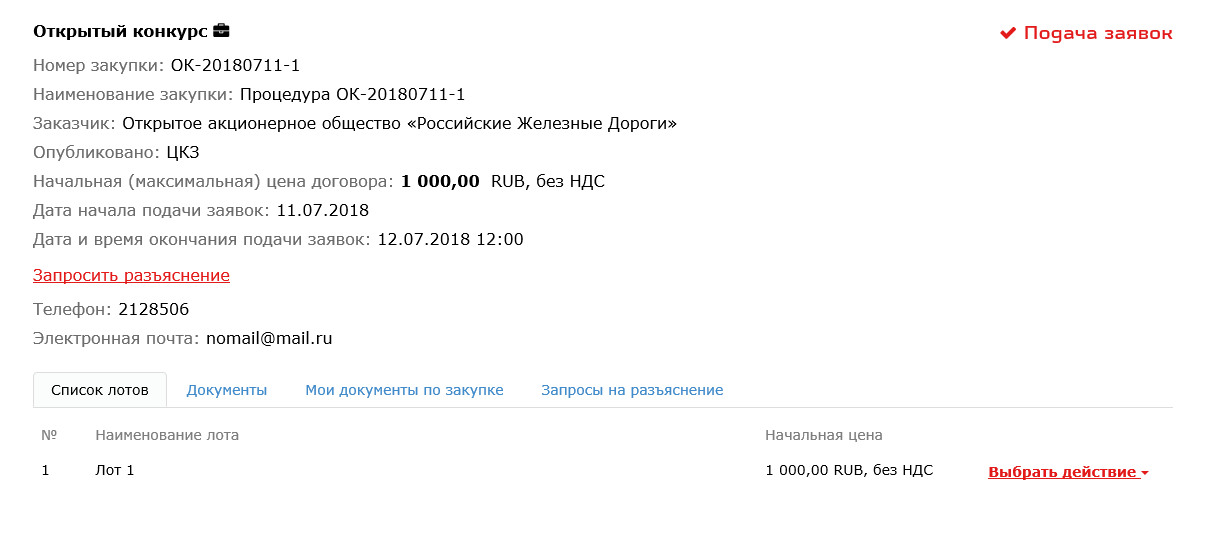 Открытый конкурс
Подача заявок
Номер закупки: ОК-20180711-1
Наименование закупки: Процедура ОК-20180711-1
Заказчик: Открытое акционерное общество «Российские Железные Дороги»
Опубликовано: ЦКЗ
Начальная (максимальная) цена договора: 1 000,00 RUB, без НДС
Дата начала подачи заявок: 11.07.2018
Дата и время окончания подачи заявок: 12.07.2018 12:00
Запросить разъяснение
Телефон: 2128506
Электронная почта: nomail@mail.ru
Список лотов Документы Мои документы по закупке Запросы на разъяснение
№ Наименование лота Начальная цена
1 Лот 1 1 000,00 RUB, без НДС Выбрать действие